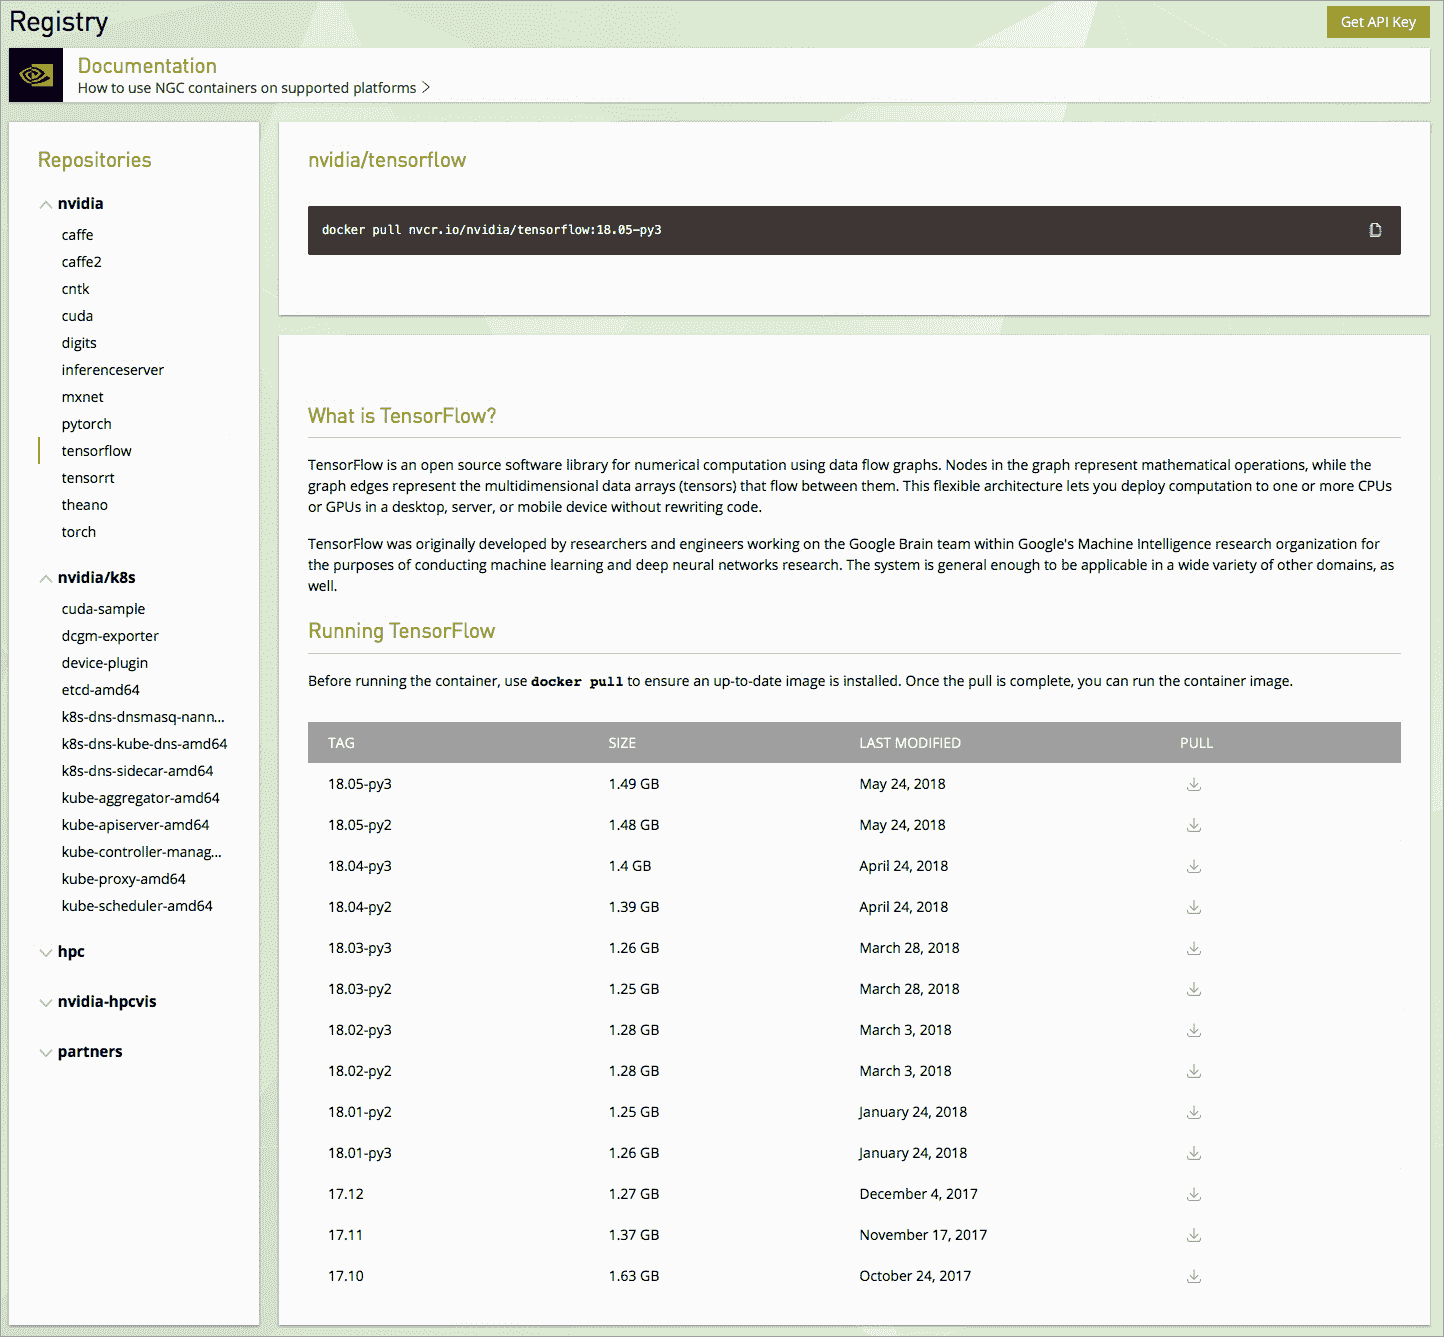 Registry
Get API Key
Documentation
How to use NGC containers on supported platforms
Repositories
nvidia
caffe
caffe2
cntk
cuda
digits
inferenceserver
mxnet
pytorch
tensorflow
tensorrt
theano
torch
nvidia/k8s
cuda-sample
dcgm-exporter
device-plugin
etcd-amd64
k8s-dns-dnsmasq-nann...
k8s-dns-kube-dns-amd64
k8s-dns-sidecar-amd64
kube-aggregator-amd64
kube-apiserver-amd64
kube-controller-manag...
kube-proxy-amd64
kube-scheduler-amd64
hpc
nvidia-hpcvis
partners
nvidia/tensorflow
docker pull nvcr.io/nvidia/tensorflow:18.05-py3
What is TensorFlow?
TensorFlow is an open source software library for numerical computation using data flow graphs. Nodes in the graph represent mathematical operations, while the
graph edges represent the multidimensional data arrays (tensors) that flow between them. This flexible architecture lets you deploy computation to one or more CPUs
or GPUs in a desktop, server, or mobile device without rewriting code.
TensorFlow was originally developed by researchers and engineers working on the Google Brain team within Google's Machine Intelligence research organization for
the purposes of conducting machine learning and deep neural networks research. The system is general enough to be applicable in a wide variety of other domains, as
well.
Running TensorFlow
Before running the container, use docker pull to ensure an up-to-date image is installed. Once the pull is complete, you can run the container image.
TAG SIZE LAST MODIFIED PULL
18.05-py3 1.49 GB May 24, 2018
18.05-py2 1.48 GB May 24, 2018
18.04-py3 1.4 GB April 24, 2018
18.04-py2 1.39 GB April 24, 2018
18.03-py3 1.26 GB March 28, 2018
18.03-py2 1.25 GB March 28, 2018
18.02-py3 1.28 GB March 3, 2018
18.02-py2 1.28 GB March 3, 2018
18.01-py2 1.25 GB January 24, 2018
18.01-py3 1.26 GB January 24, 2018
17.12 1.27 GB December 4, 2017
17.11 1.37 GB November 17, 2017
17.10 1.63 GB October 24, 2017